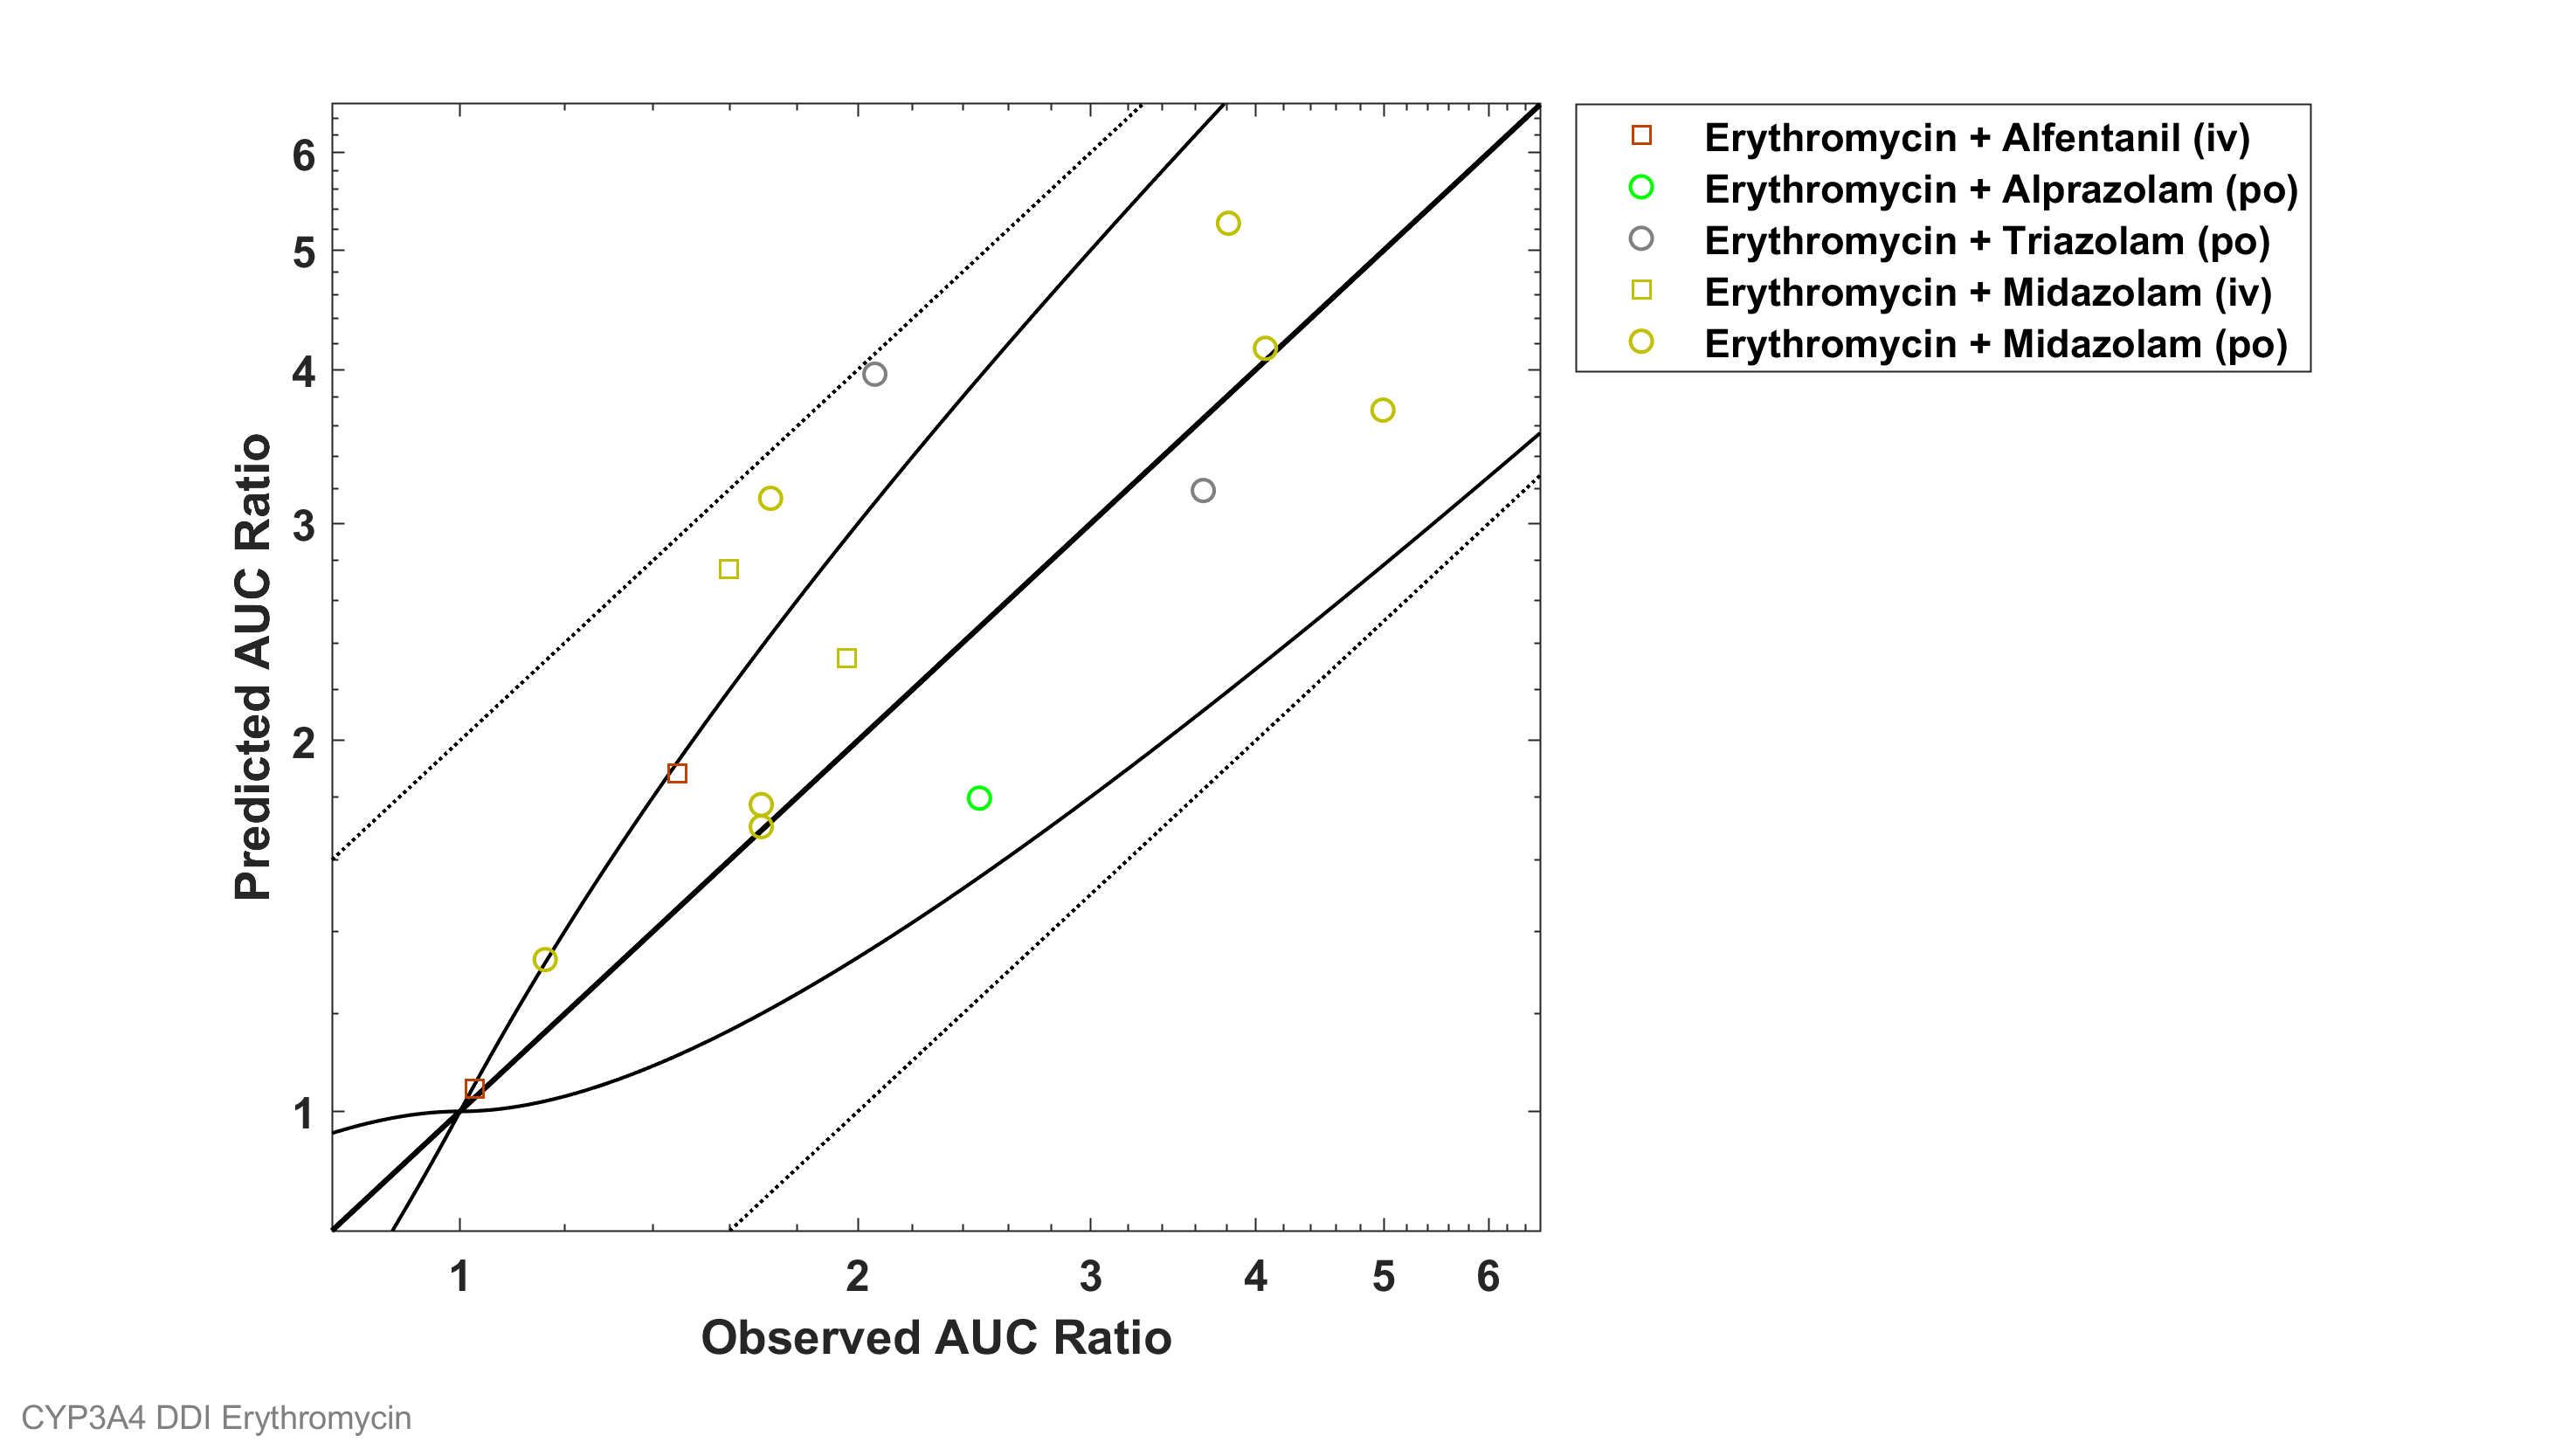 6
5
4
3
2
1
Predicted AUC Ratio
1 2 3 4 5 6
Observed AUC Ratio
Erythromycin + Alfentanil (iv)
Erythromycin + Alprazolam (po)
Erythromycin + Triazolam (po)
Erythromycin + Midazolam (iv)
Erythromycin + Midazolam (po)
CYP3A4 DDI Erythromycin